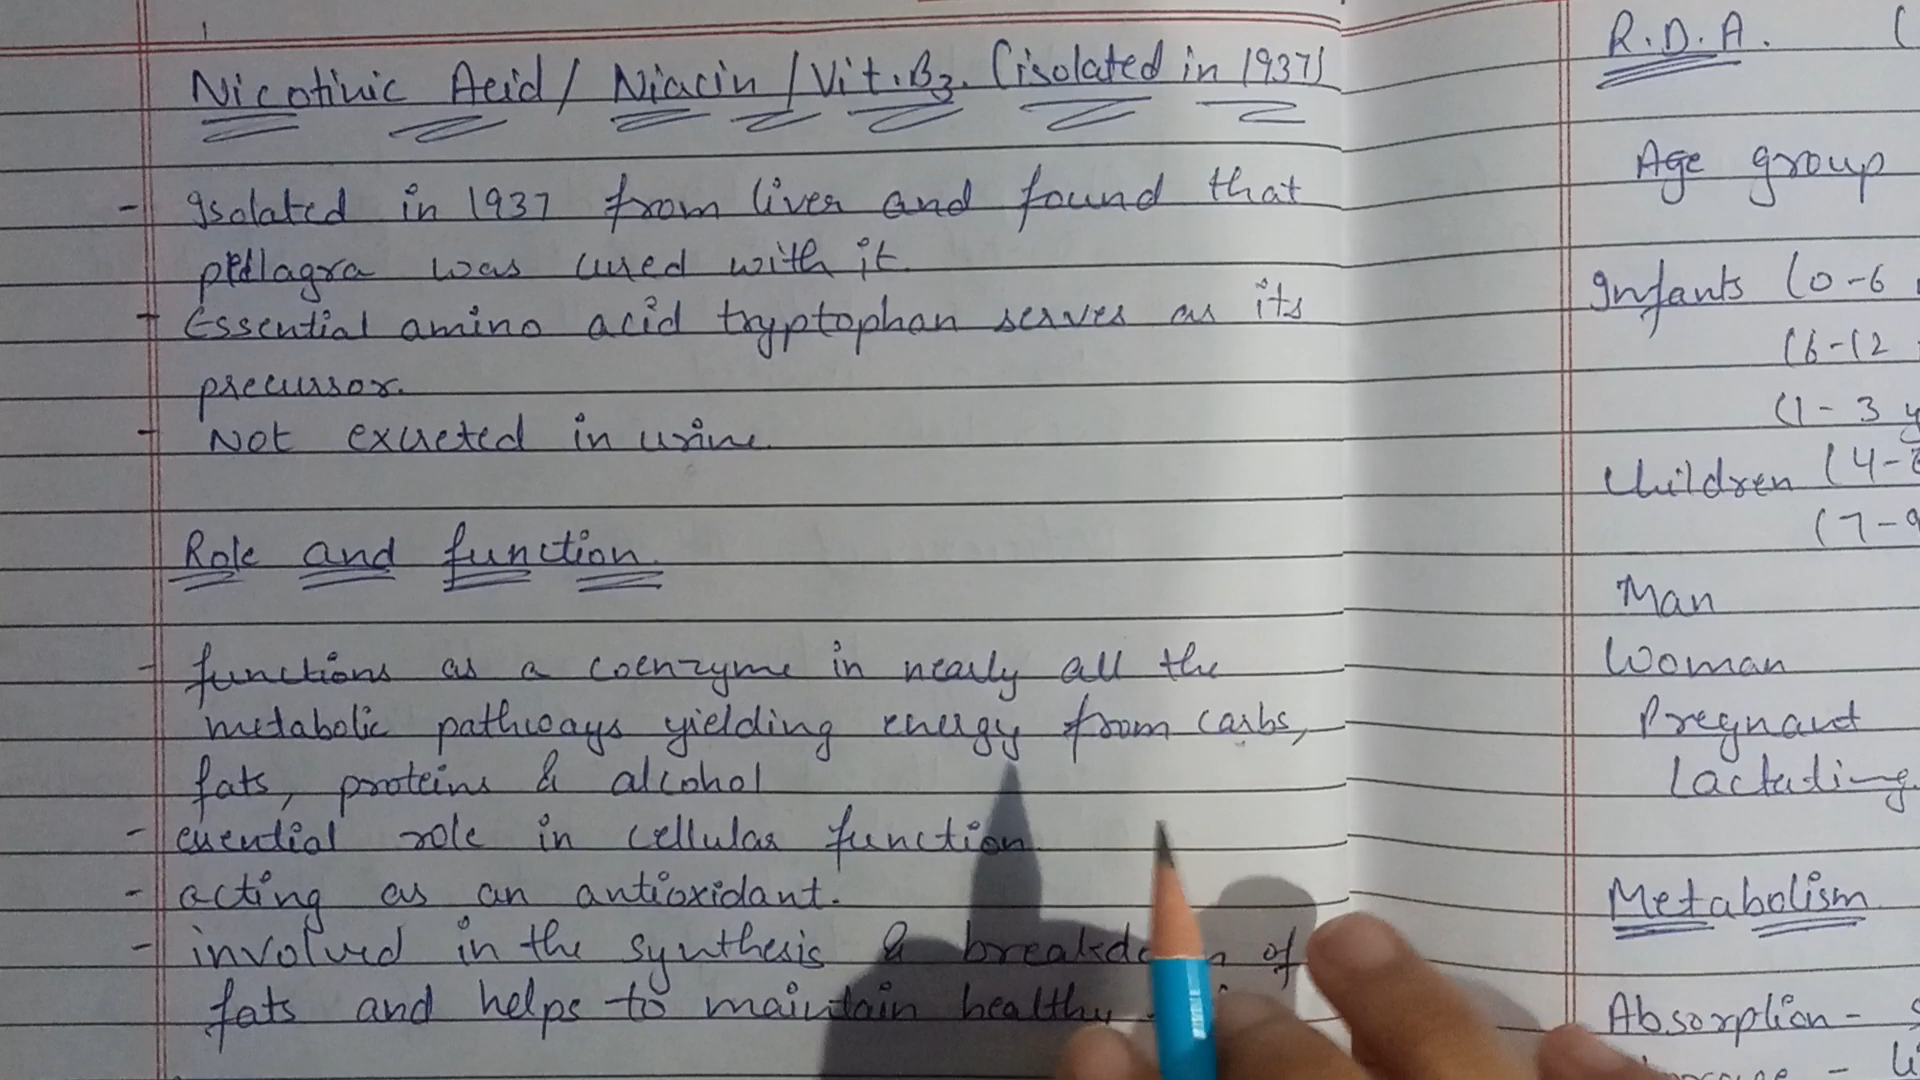 Nicotinic Acid / Niacin / Vit. B3. (isolated in 1937)
- Isolated in 1937 from liver and found that
pellagra was cured with it.
- Essential amino acid tryptophan serves as its
precursor.
- Not excreted in urine.
Role and function
- functions as a coenzyme in nearly all the
metabolic pathways yielding energy from carbs,
fats, proteins & alcohol
- essential role in cellular function.
- acting as an antioxidant.
- involved in the synthesis & of
fats and helps to maintain healthy
R.D.A. (
Age group
Infants (0-6
(6-12
(1-3
Children (4-
(7-9
Man
Woman
Pregnant
Lactating
Metabolism
Absorption -